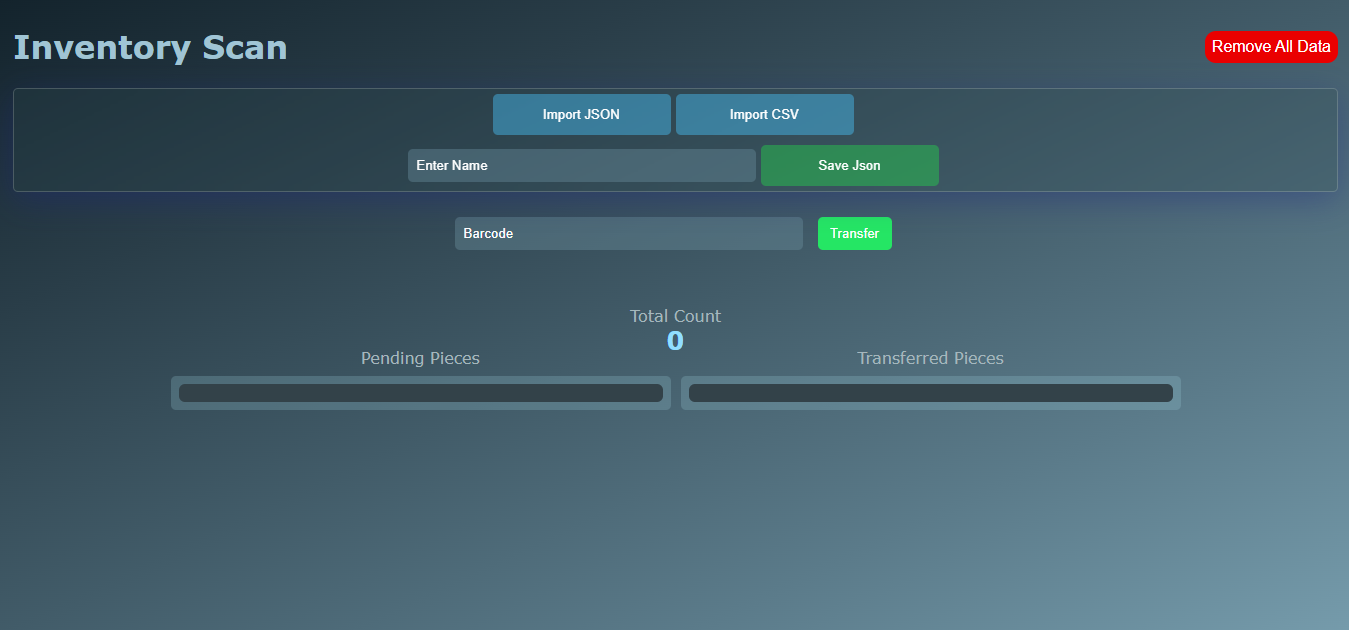 Inventory Scan
Remove All Data
Import JSON
Import CSV
Enter Name
Save Json
Barcode
Transfer
Total Count
0
Pending Pieces
Transferred Pieces